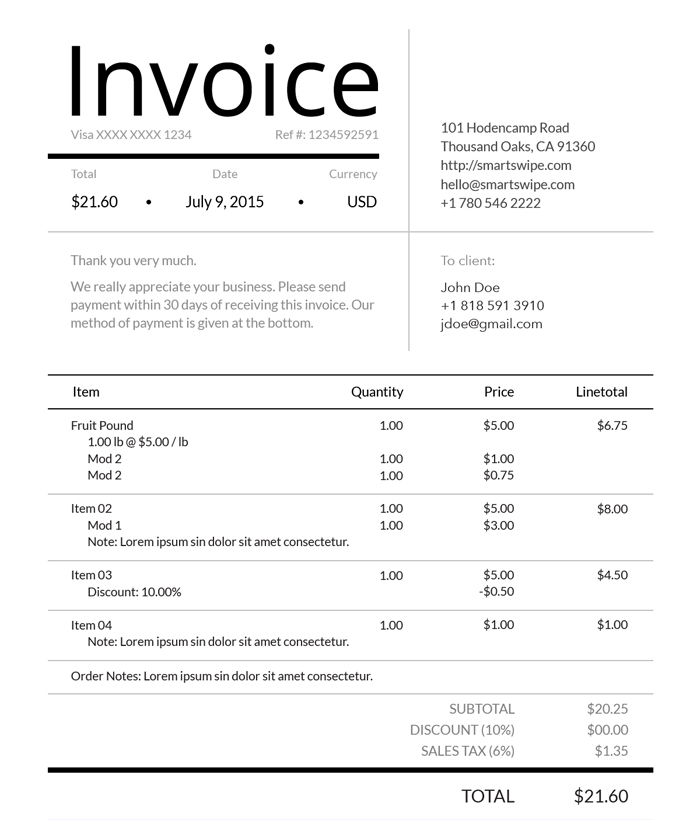 Invoice
Visa XXXX XXXX 1234 Ref #: 1234592591
Total Date Currency
$21.60 • July 9, 2015 • USD
101 Hodencamp Road
Thousand Oaks, CA 91360
http://smartswipe.com
hello@smartswipe.com
+1 780 546 2222
Thank you very much.
We really appreciate your business. Please send
payment within 30 days of receiving this invoice. Our
method of payment is given at the bottom.
To client:
John Doe
+1 818 591 3910
jdoe@gmail.com
Item Quantity Price Linetotal
Fruit Pound 1.00 $5.00 $6.75
1.00 lb @ $5.00 / lb
Mod 2 1.00 $1.00
Mod 2 1.00 $0.75
Item 02 1.00 $5.00 $8.00
Mod 1 1.00 $3.00
Note: Lorem ipsum sin dolor sit amet consectetur.
Item 03 1.00 $5.00 $4.50
Discount: 10.00% -$0.50
Item 04 1.00 $1.00 $1.00
Note: Lorem ipsum sin dolor sit amet consectetur.
Order Notes: Lorem ipsum sin dolor sit amet consectetur.
SUBTOTAL $20.25
DISCOUNT (10%) $00.00
SALES TAX (6%) $1.35
TOTAL $21.60